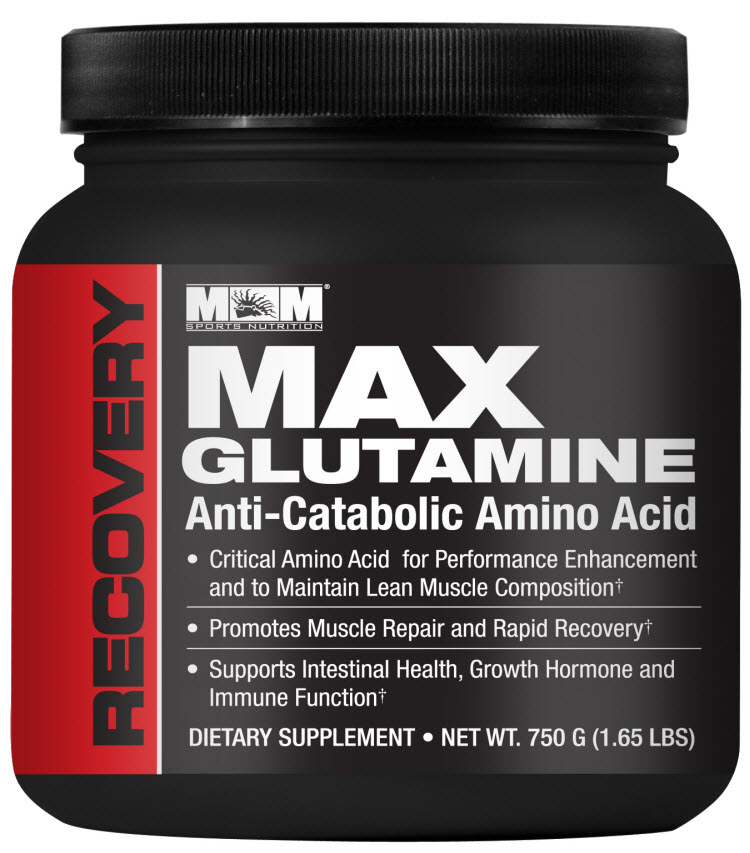 RECOVERY
M M®
SPORTS NUTRITION
MAX
GLUTAMINE
Anti-Catabolic Amino Acid
• Critical Amino Acid for Performance Enhancement
and to Maintain Lean Muscle Composition†
• Promotes Muscle Repair and Rapid Recovery†
• Supports Intestinal Health, Growth Hormone and
Immune Function†
DIETARY SUPPLEMENT • NET WT. 750 G (1.65 LBS)